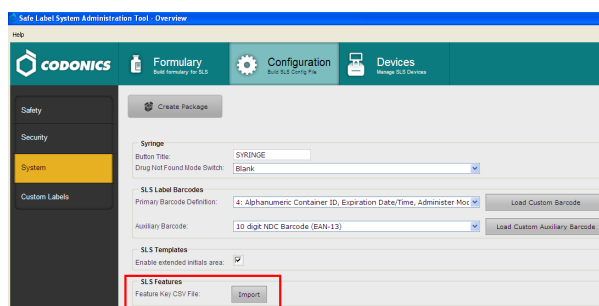 Safe Label System Administration Tool - Overview
Help
CODONICS
Formulary
Build formulary for SLS
Configuration
Build SLS Config File
Devices
Manage SLS Devices
Safety
Security
System
Custom Labels
Create Package
Syringe
Button Title: SYRINGE
Drug Not Found Mode Switch: Blank
SLS Label Barcodes
Primary Barcode Definition: 4: Alphanumeric Container ID, Expiration Date/Time, Administer Moc Load Custom Barcode
Auxiliary Barcode: 10 digit NDC Barcode (EAN-13) Load Custom Auxiliary Barcode
SLS Templates
Enable extended initials area:
SLS Features
Feature Key CSV File: Import